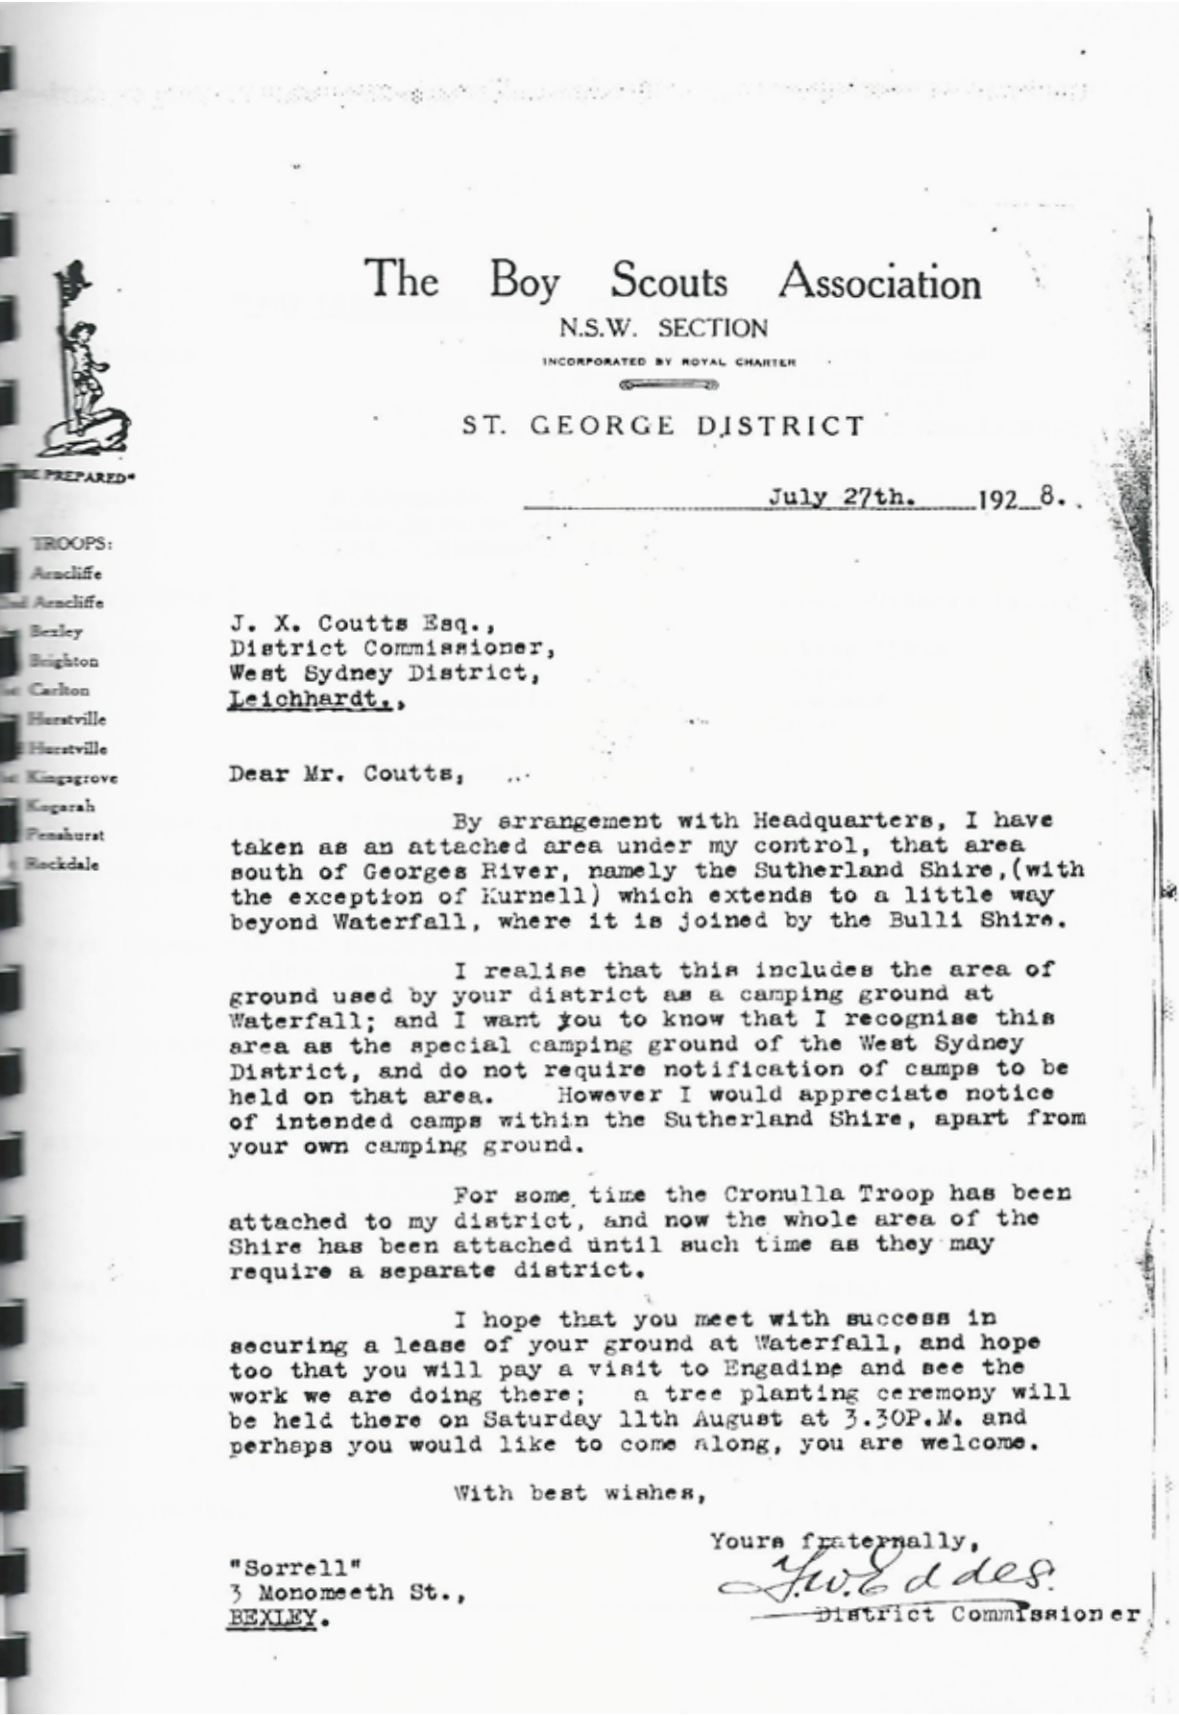 The Boy Scouts Association
N.S.W. SECTION
INCORPORATED BY ROYAL CHARTER
ST. GEORGE DISTRICT
PREPARED"
July 27th. 192 8.
TROOPS:
Arncliffe
Arncliffe
Bexley
Brighton
Carlton
Hurstville
Hurstville
Kingsgrove
Kogarah
Penshurst
Rockdale
J. X. Coutts Esq.,
District Commissioner,
West Sydney District,
Leichhardt.,
Dear Mr. Coutts,
By arrangement with Headquarters, I have
taken as an attached area under my control, that area
south of Georges River, namely the Sutherland Shire,(with
the exception of Kurnell) which extends to a little way
beyond Waterfall, where it is joined by the Bulli Shire.
I realise that this includes the area of
ground used by your district as a camping ground at
Waterfall; and I want you to know that I recognise this
area as the special camping ground of the West Sydney
District, and do not require notification of camps to be
held on that area. However I would appreciate notice
of intended camps within the Sutherland Shire, apart from
your own camping ground.
For some time the Cronulla Troop has been
attached to my district, and now the whole area of the
Shire has been attached until such time as they may
require a separate district.
I hope that you meet with success in
securing a lease of your ground at Waterfall, and hope
too that you will pay a visit to Engadine and see the
work we are doing there; a tree planting ceremony will
be held there on Saturday 11th August at 3.30P.M. and
perhaps you would like to come along, you are welcome.
With best wishes,
Yours fraternally,
F.W. Eddes.
District Commissioner
"Sorrell"
3 Monomeeth St.,
BEXLEY.